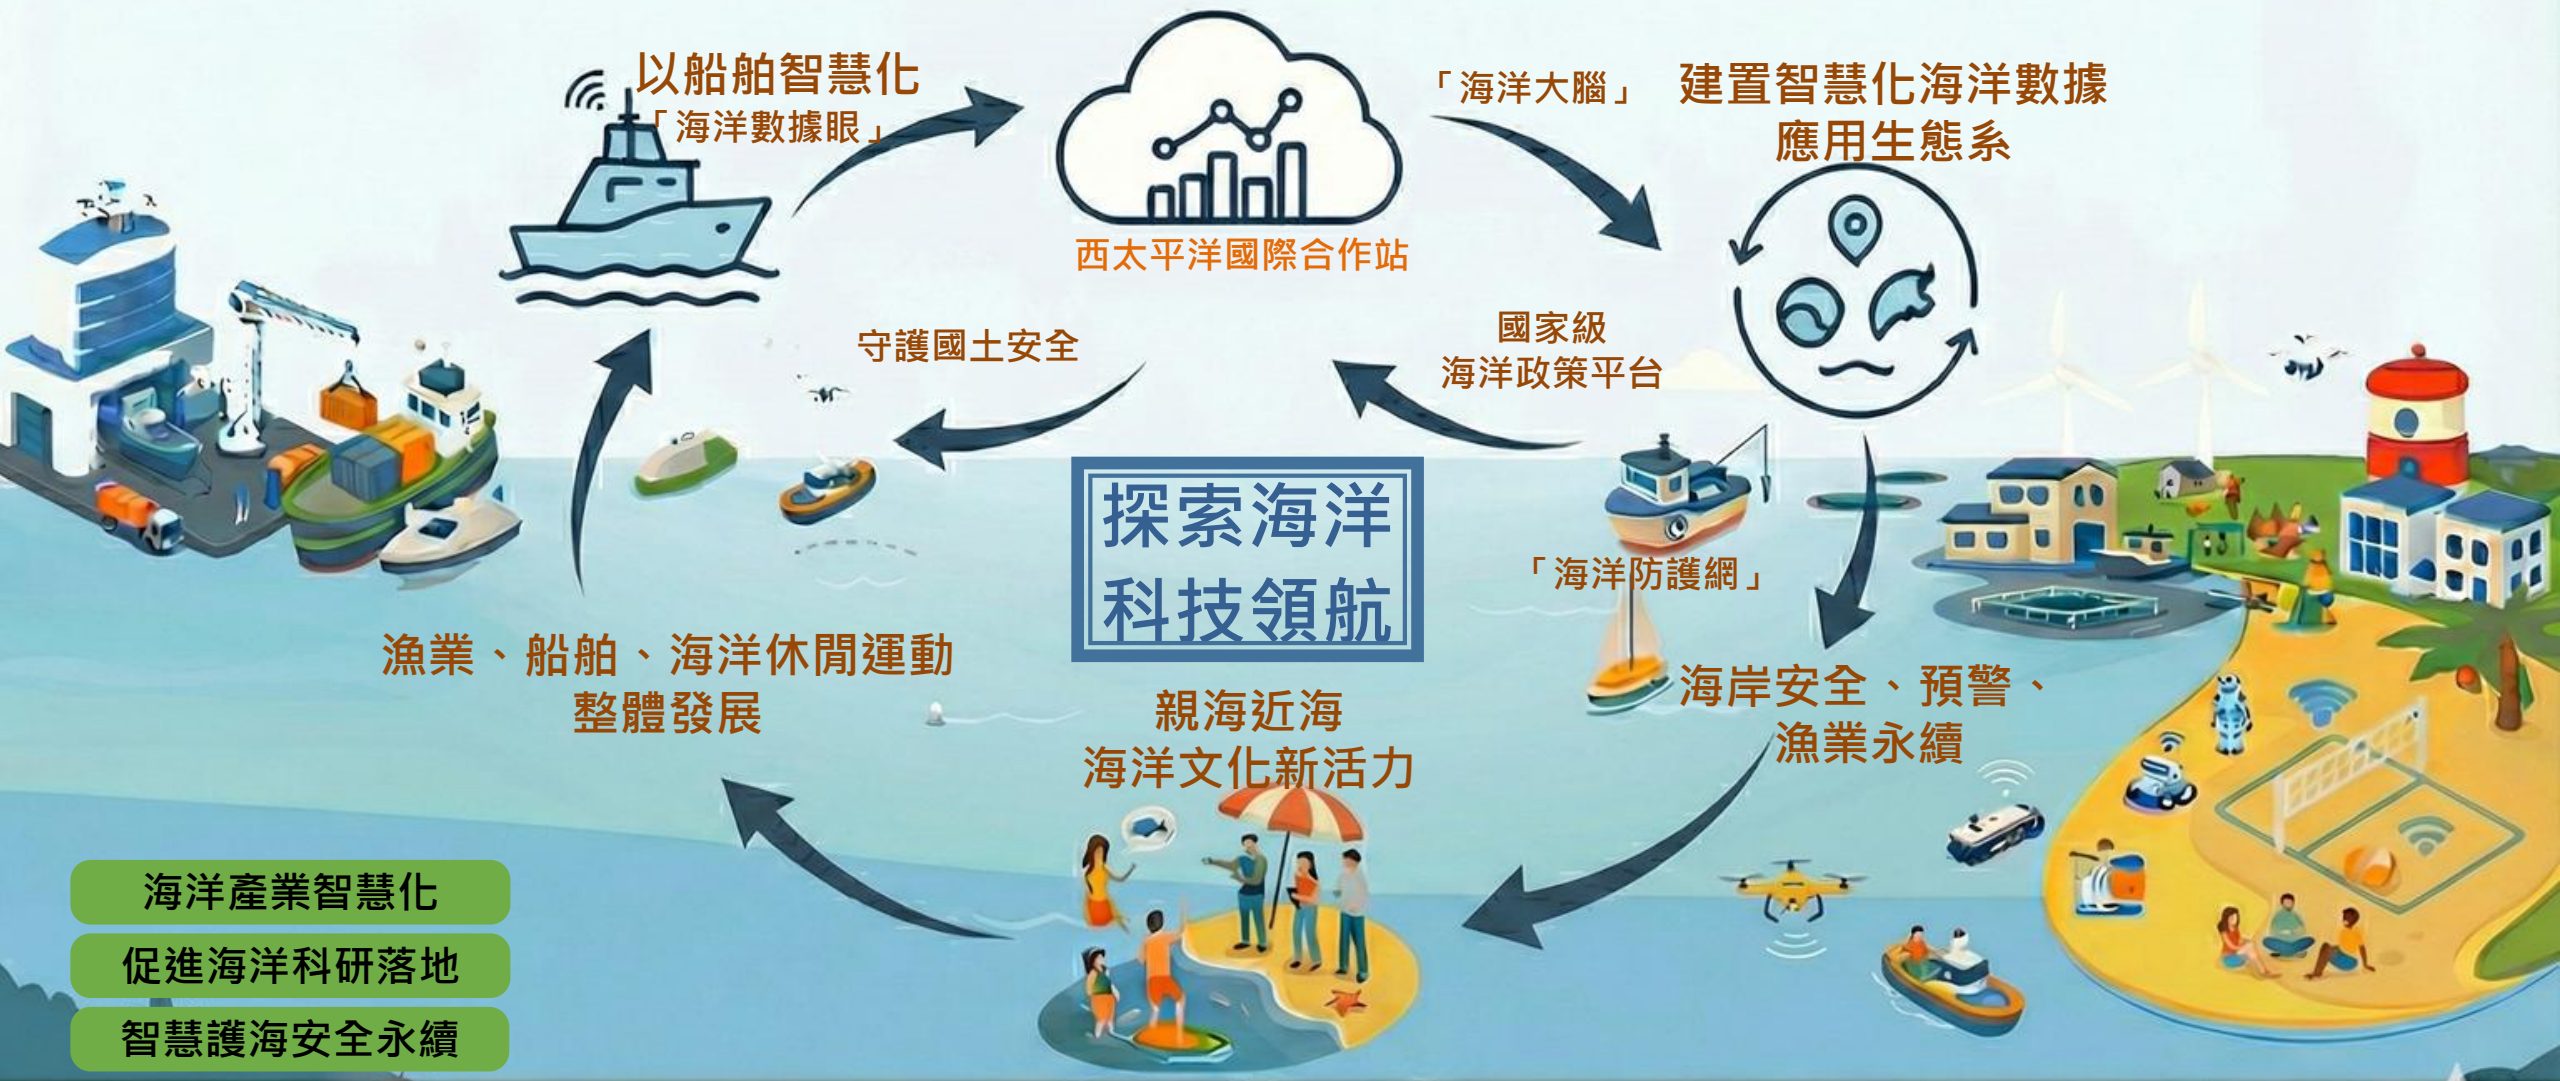 以船舶智慧化
「海洋數據眼」
「海洋大腦」
建置智慧化海洋數據
應用生態系
西太平洋國際合作站
守護國土安全
國家級
海洋政策平台
探索海洋
科技領航
「海洋防護網」
漁業、船舶、海洋休閒運動
整體發展
親海近海
海洋文化新活力
海岸安全、預警、
漁業永續
海洋產業智慧化
促進海洋科研落地
智慧護海安全永續